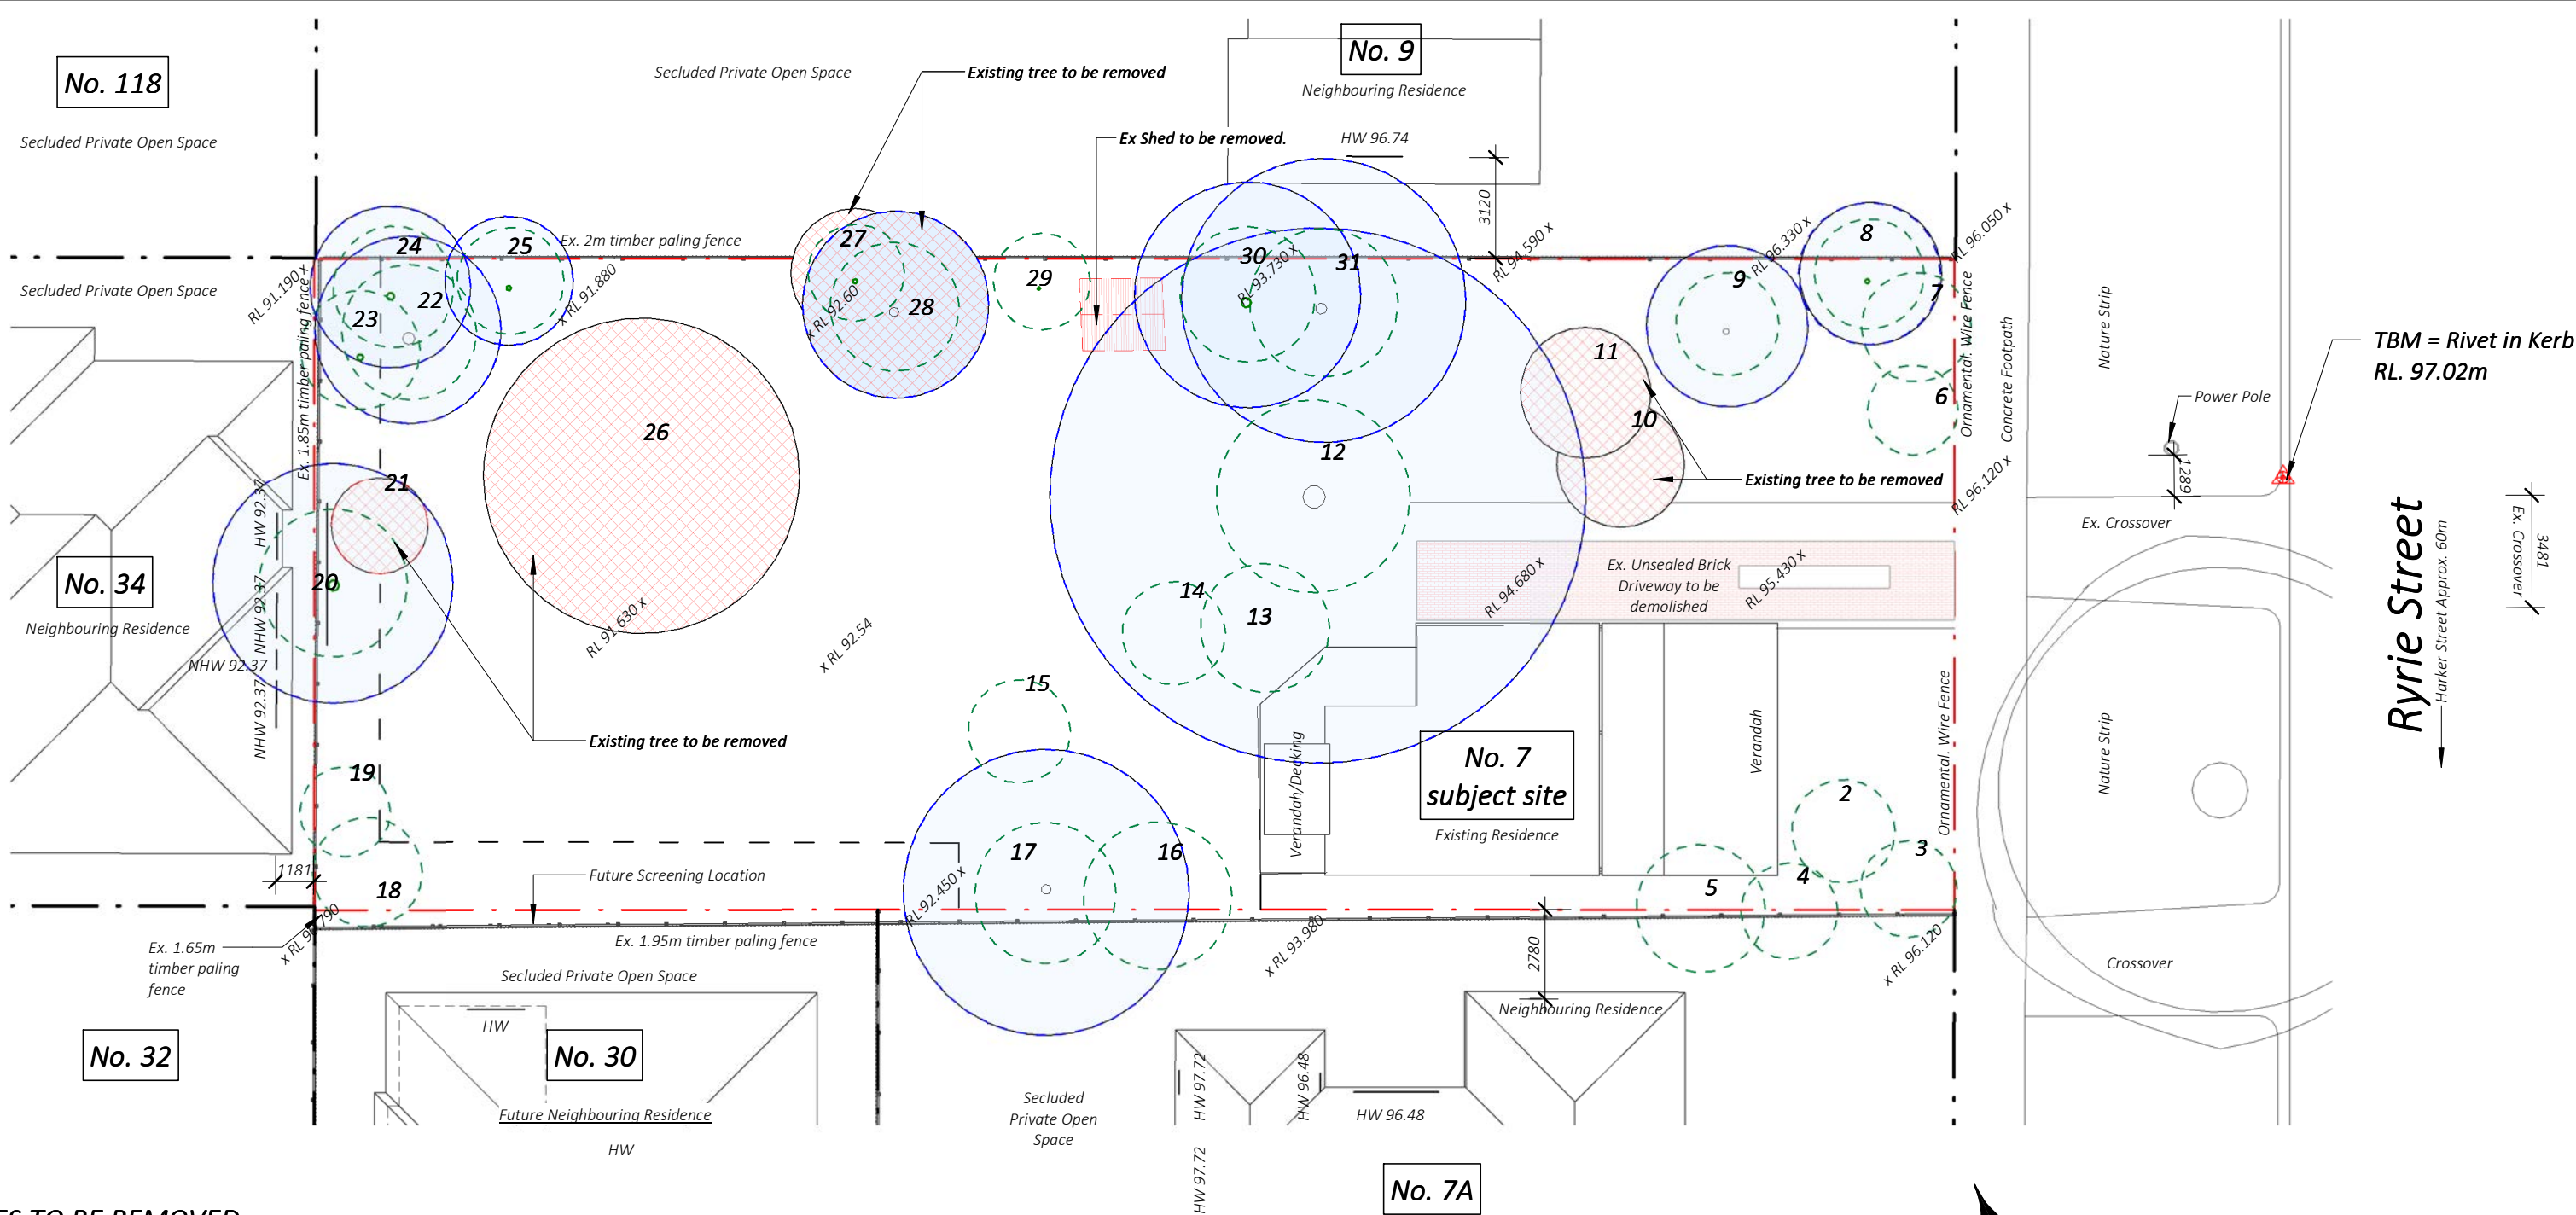 No. 118
Secluded Private Open Space
Secluded Private Open Space
Secluded Private Open Space
Existing tree to be removed
Ex Shed to be removed.
No. 9
Neighbouring Residence
HW 96.74
3120
RL 94.590 x
RL 96.330 x
RL 96.050 x
RL 91.190 x
24
25
Ex. 2m timber paling fence
x RL 91.880
22
23
27
x RL 92.60
28
29
30
31
RL 93.730 x
9
8
7
6
11
10
Existing tree to be removed
12
26
21
20
Ex. 1.85m timber paling fence
HW 92.37
NHW 92.37
NHW 92.37
NHW 92.37
No. 34
Neighbouring Residence
RL 91.630 x
x RL 92.54
Existing tree to be removed
14
13
15
Ex. Unsealed Brick
Driveway to be
demolished
RL 94.680 x
RL 95.430 x
RL 96.120 x
Ornamental. Wire Fence
Concrete Footpath
Nature Strip
Power Pole
1289
TBM = Rivet in Kerb
RL. 97.02m
Ex. Crossover
3481
Ex. Crossover
Ryrie Street
Harker Street Approx. 60m
Ornamental. Wire Fence
Nature Strip
Crossover
Verandah/Decking
Verandah
No. 7
subject site
Existing Residence
2
3
4
5
16
17
18
19
1181
Future Screening Location
RL 92.450 x
x RL 93.980
x RL 96.120
2780
Ex. 1.65m
timber paling
fence
Ex. 1.95m timber paling fence
Secluded Private Open Space
HW
No. 32
No. 30
Future Neighbouring Residence
HW
Secluded
Private Open
Space
HW 97.72
HW 96.48
HW 96.48
Neighbouring Residence
HW 97.72
No. 7A
TO BE REMOVED